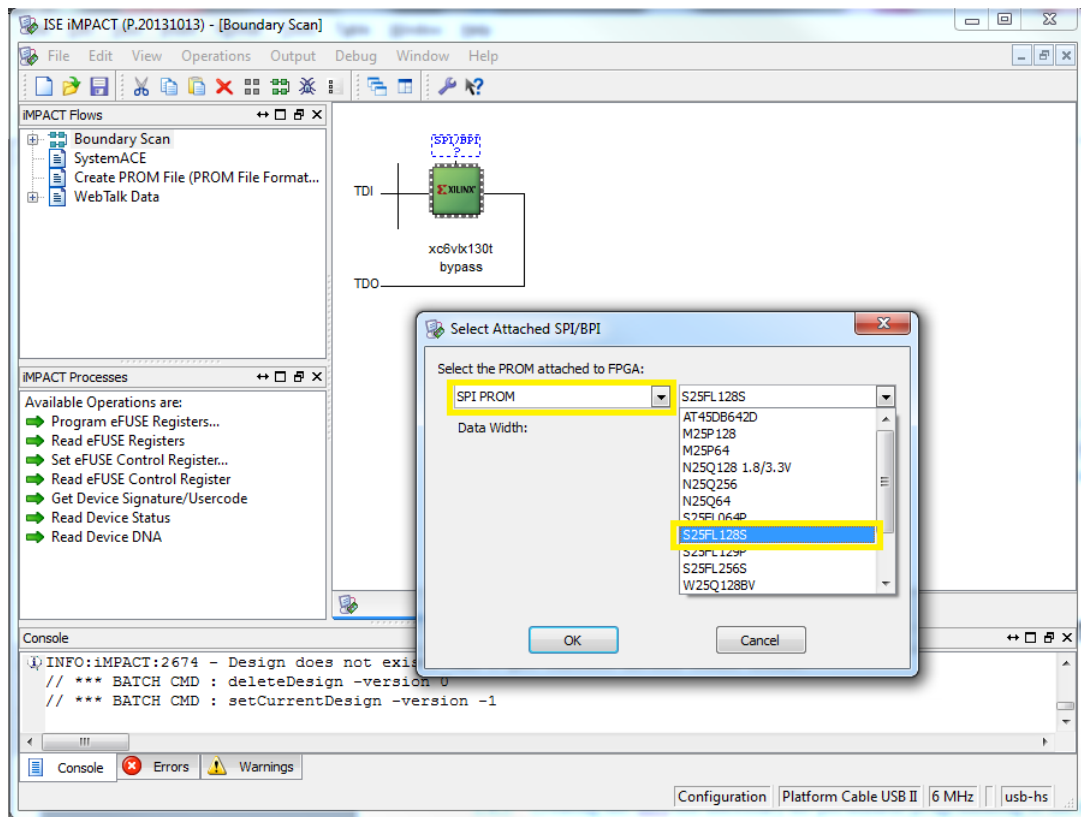 ISE iMPACT (P.20131013) - [Boundary Scan]
File Edit View Operations Output Debug Window Help
iMPACT Flows
Boundary Scan
SystemACE
Create PROM File (PROM File Format...
WebTalk Data
SPI/BPI
?
TDI
XILINX
xc6vlx130t
bypass
TDO
Select Attached SPI/BPI
Select the PROM attached to FPGA:
SPI PROM
S25FL128S
Data Width:
AT45DB642D
M25P128
M25P64
N25Q128 1.8/3.3V
N25Q256
N25Q64
S25FL064P
S25FL128S
S25FL129P
S25FL256S
W25Q128BV
OK
Cancel
iMPACT Processes
Available Operations are:
Program eFUSE Registers...
Read eFUSE Registers
Set eFUSE Control Register...
Read eFUSE Control Register
Get Device Signature/Usercode
Read Device Status
Read Device DNA
Console
INFO:iMPACT:2674 - Design does not exis
// *** BATCH CMD : deleteDesign -version 0
// *** BATCH CMD : setCurrentDesign -version -1
Console Errors Warnings
Configuration Platform Cable USB II 6 MHz usb-hs